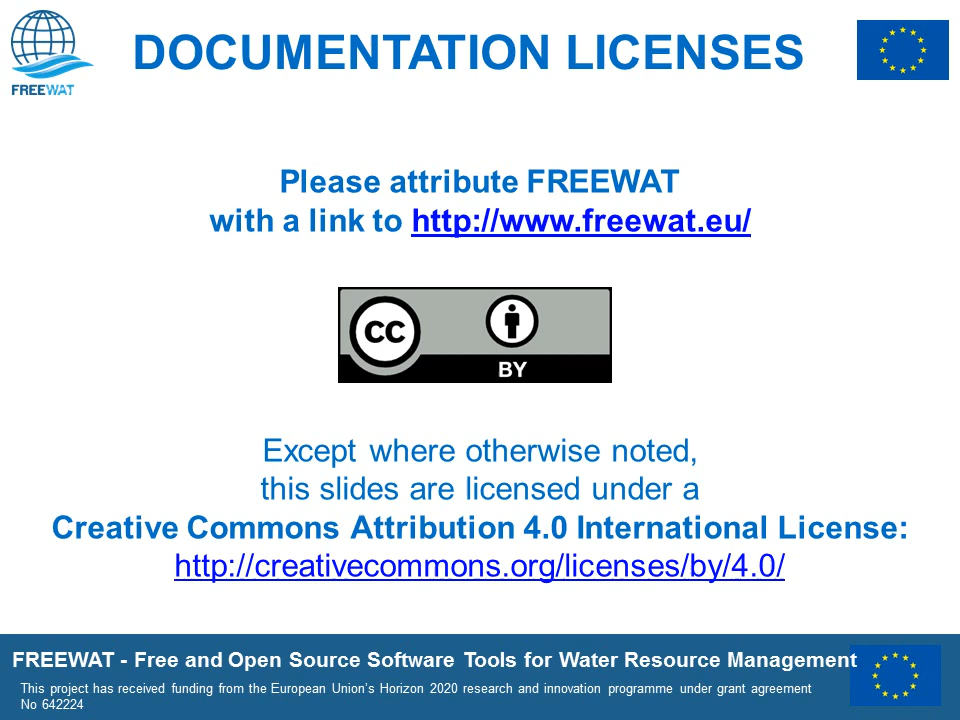 FREEWAT
DOCUMENTATION LICENSES
Please attribute FREEWAT
with a link to http://www.freewat.eu/
CC
BY
Except where otherwise noted,
this slides are licensed under a
Creative Commons Attribution 4.0 International License:
http://creativecommons.org/licenses/by/4.0/
FREEWAT - Free and Open Source Software Tools for Water Resource Management
This project has received funding from the European Union’s Horizon 2020 research and innovation programme under grant agreement
No 642224